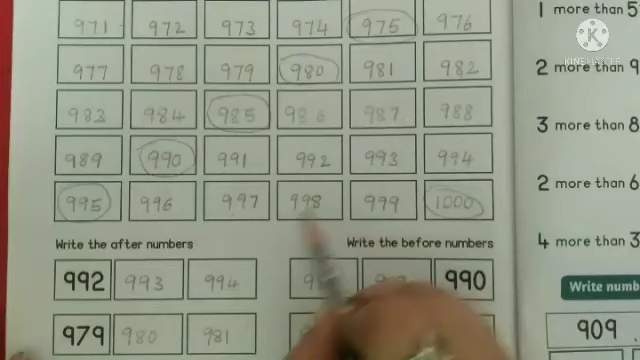 971 972 973 974 975 976
977 978 979 980 981 982
983 984 985 986 987 988
989 990 991 992 993 994
995 996 997 998 999 1000
Write the after numbers
Write the before numbers
992 993 994
990
979 980 981
1 more than 5
2 more than 9
3 more than 8
2 more than 6
4 more than 3
Write numb
909
K
KINEMASTER